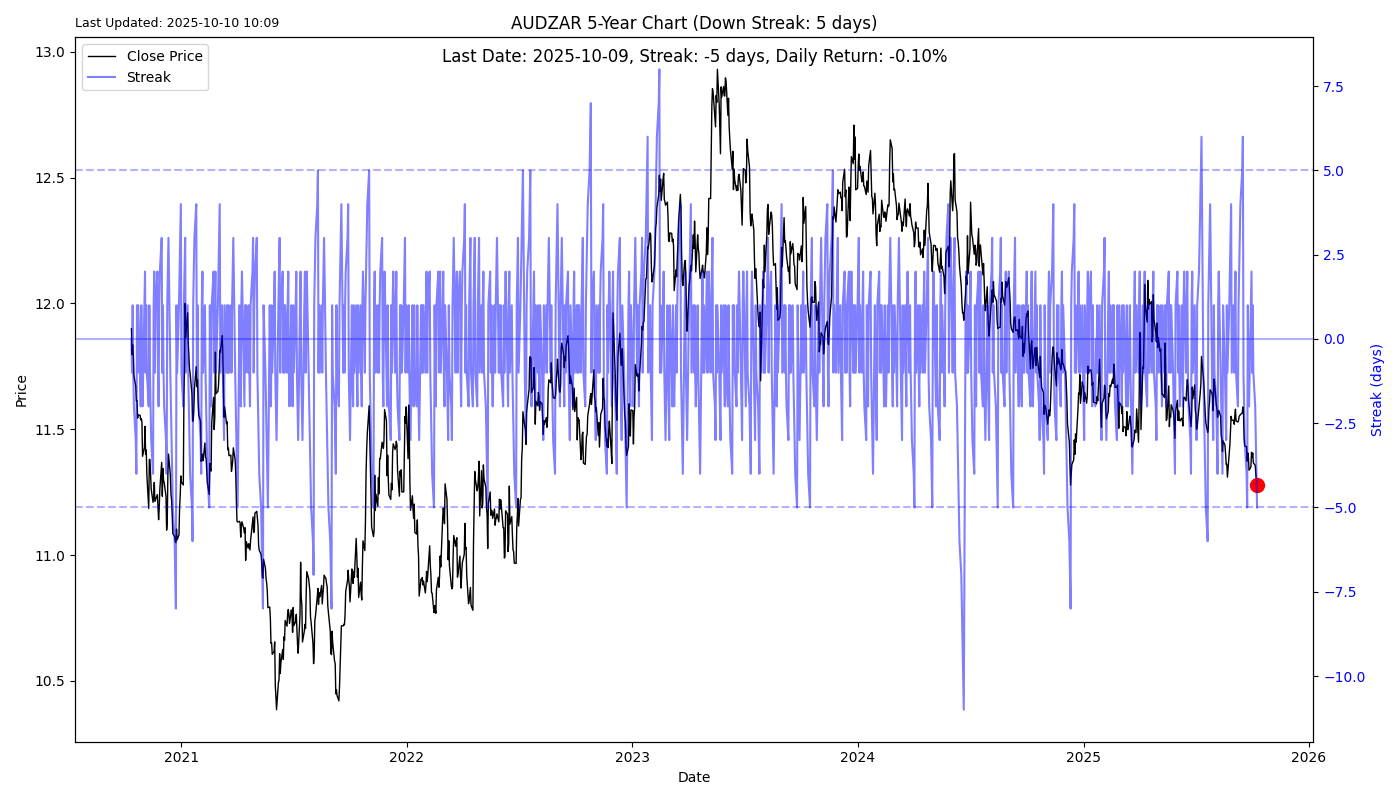 Last Updated: 2025-10-10 10:09
AUDZAR 5-Year Chart (Down Streak: 5 days)
Last Date: 2025-10-09, Streak: -5 days, Daily Return: -0.10%
Close Price
Streak
13.0
12.5
12.0
11.5
11.0
10.5
Price
7.5
5.0
2.5
0.0
−2.5
−5.0
−7.5
−10.0
Streak (days)
2021
2022
2023
2024
2025
2026
Date